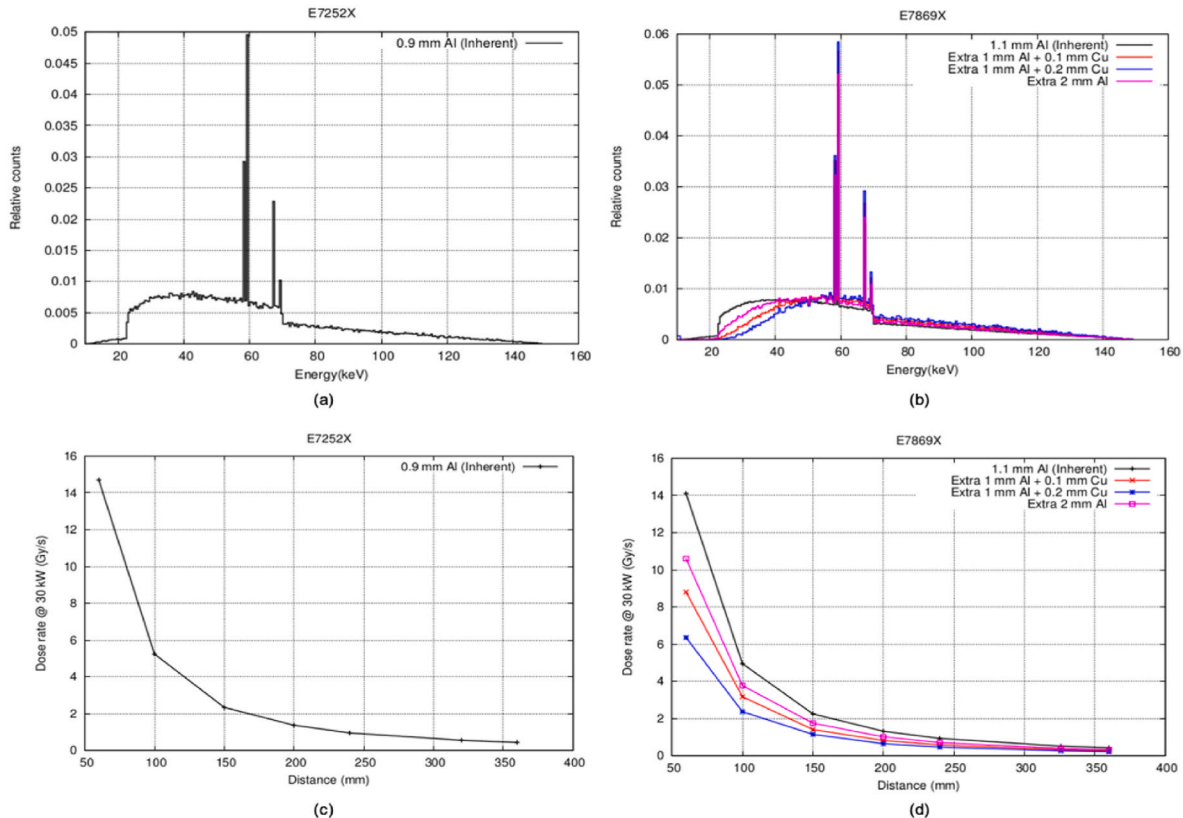 E7252X
0.9 mm Al (Inherent)
0.05
0.045
0.04
0.035
0.03
0.025
0.02
0.015
0.01
0.005
0
Relative counts
20 40 60 80 100 120 140 160
Energy(keV)
(a)
E7869X
1.1 mm Al (Inherent)
Extra 1 mm Al + 0.1 mm Cu
Extra 1 mm Al + 0.2 mm Cu
Extra 2 mm Al
0.06
0.05
0.04
0.03
0.02
0.01
0
Relative counts
20 40 60 80 100 120 140 160
Energy(keV)
(b)
E7252X
0.9 mm Al (Inherent)
16
14
12
10
8
6
4
2
0
Dose rate @ 30 kW (Gy/s)
50 100 150 200 250 300 350 400
Distance (mm)
(c)
E7869X
1.1 mm Al (Inherent)
Extra 1 mm Al + 0.1 mm Cu
Extra 1 mm Al + 0.2 mm Cu
Extra 2 mm Al
16
14
12
10
8
6
4
2
0
Dose rate @ 30 kW (Gy/s)
50 100 150 200 250 300 350 400
Distance (mm)
(d)